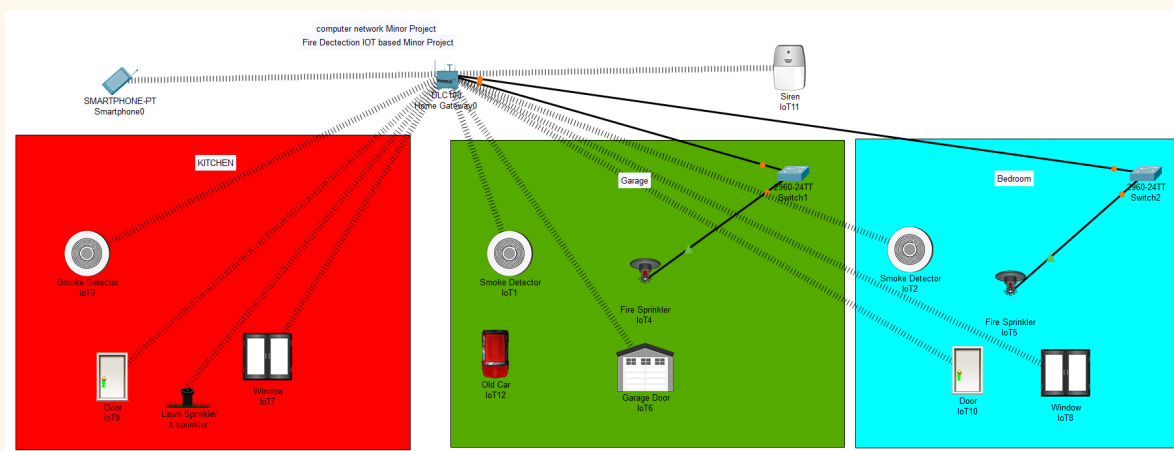 computer network Minor Project
Fire Dectection IOT based Minor Project
SMARTPHONE-PT
Smartphone0
DLC100
Home Gateway0
Siren
IoT11
KITCHEN
Garage
Bedroom
2960-24TT
Switch1
2960-24TT
Switch2
Smoke Detector
IoT0
Smoke Detector
IoT1
Smoke Detector
IoT2
Fire Sprinkler
IoT4
Fire Sprinkler
IoT5
Door
IoT9
Lawn Sprinkler
k sprinkler
Window
IoT7
Old Car
IoT12
Garage Door
IoT6
Door
IoT10
Window
IoT8